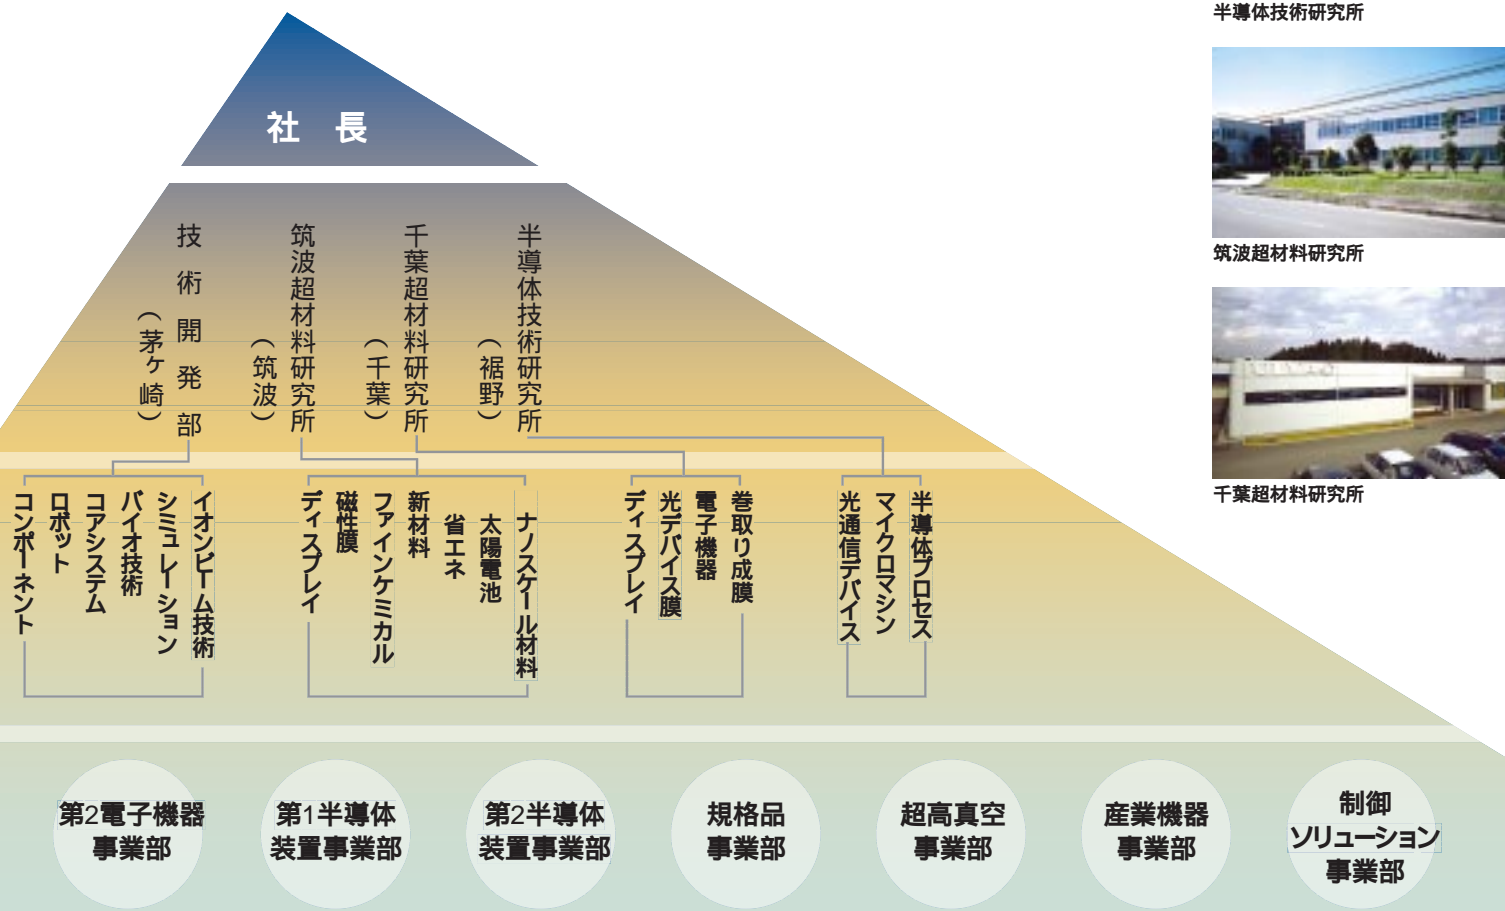 社 長
技術開発部
（茅ヶ崎）
筑波超材料研究所
（筑波）
千葉超材料研究所
（千葉）
半導体技術研究所
（裾野）
コンポーネント
ロボット
コアシステム
バイオ技術
シミュレーション
イオンビーム技術
ディスプレイ
磁性膜
ファインケミカル
新材料
省エネ
太陽電池
ナノスケール材料
ディスプレイ
光デバイス膜
電子機器
巻取り成膜
光通信デバイス
マイクロマシン
半導体プロセス
第2電子機器
事業部
第1半導体
装置事業部
第2半導体
装置事業部
規格品
事業部
超高真空
事業部
産業機器
事業部
制御
ソリューション
事業部
半導体技術研究所
筑波超材料研究所
千葉超材料研究所